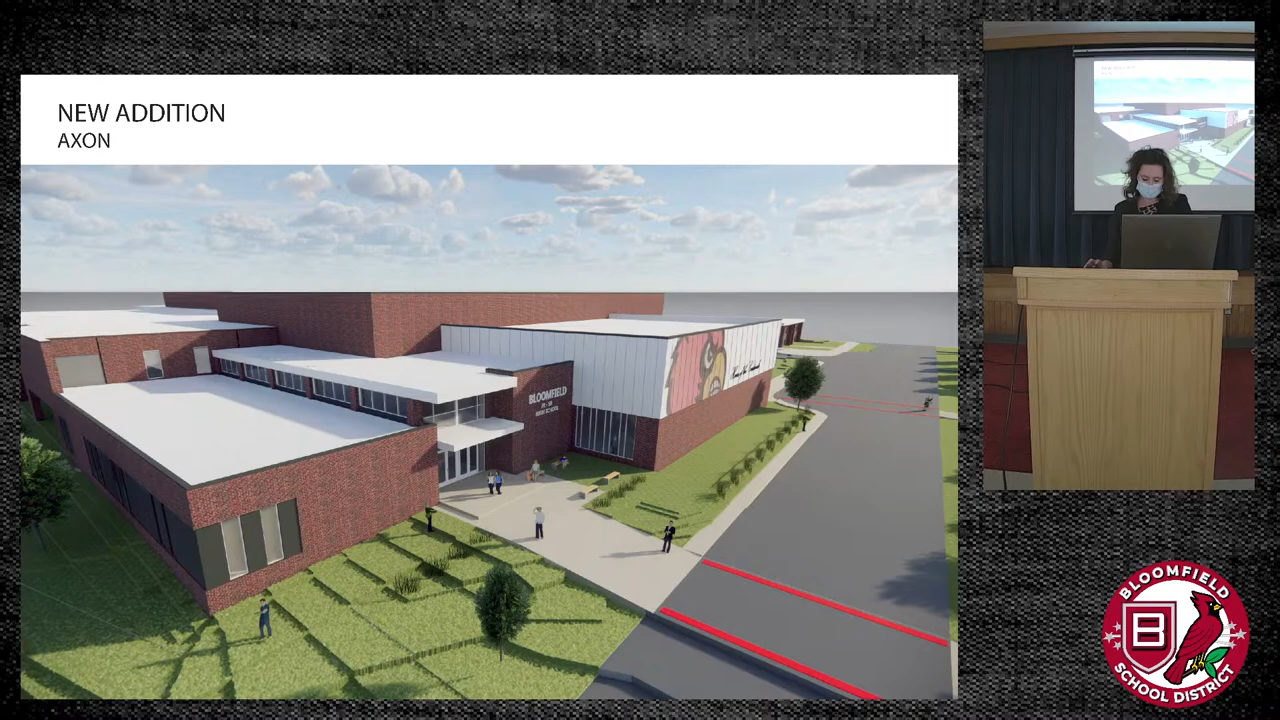 NEW ADDITION
AXON
BLOOMFIELD
HIGH SCHOOL
BLOOMFIELD
B
SCHOOL DISTRICT